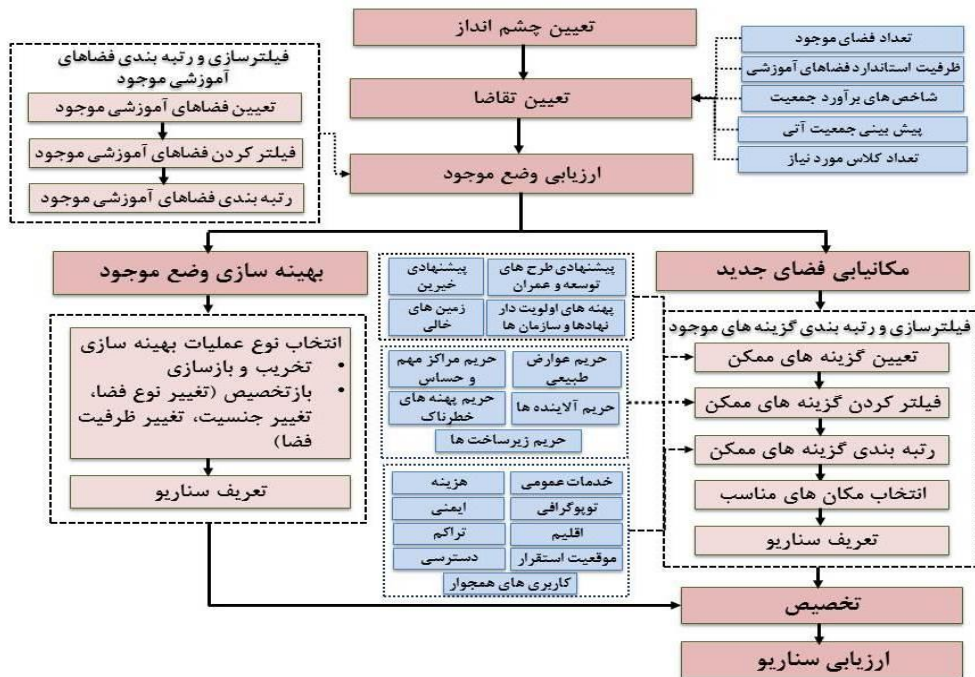 تعیین چشم انداز
تعیین تقاضا
ارزیابی وضع موجود
تعداد فضای موجود
ظرفیت استاندارد فضاهای آموزشی
شاخص های برآورد جمعیت
پیش بینی جمعیت آتی
تعداد کلاس مورد نیاز
فیلترسازی و رتبه بندی فضاهای
آموزشی موجود
تعیین فضاهای آموزشی موجود
فیلتر کردن فضاهای آموزشی موجود
رتبه بندی فضاهای آموزشی موجود
مکانیابی فضای جدید
فیلترسازی و رتبه بندی گزینه های موجود
تعیین گزینه های ممکن
فیلتر کردن گزینه های ممکن
رتبه بندی گزینه های ممکن
انتخاب مکان های مناسب
تعریف سناریو
پیشنهادی طرح های
توسعه و عمران
پیشنهادی
خیرین
پهنه های اولویت دار
نهادها و سازمان ها
زمین های
خالی
حریم عوارض
طبیعی
حریم مراکز مهم
و حساس
حریم آلاینده ها
حریم پهنه های
خطرناک
حریم زیرساخت ها
خدمات عمومی
هزینه
توپوگرافی
ایمنی
اقلیم
تراکم
موقعیت استقرار
دسترسی
کاربری های همجوار
بهینه سازی وضع موجود
انتخاب نوع عملیات بهینه سازی
• تخریب و بازسازی
• بازتخصیص (تغییر نوع فضا،
تغییر جنسیت، تغییر ظرفیت
فضا)
تعریف سناریو
تخصیص
ارزیابی سناریو